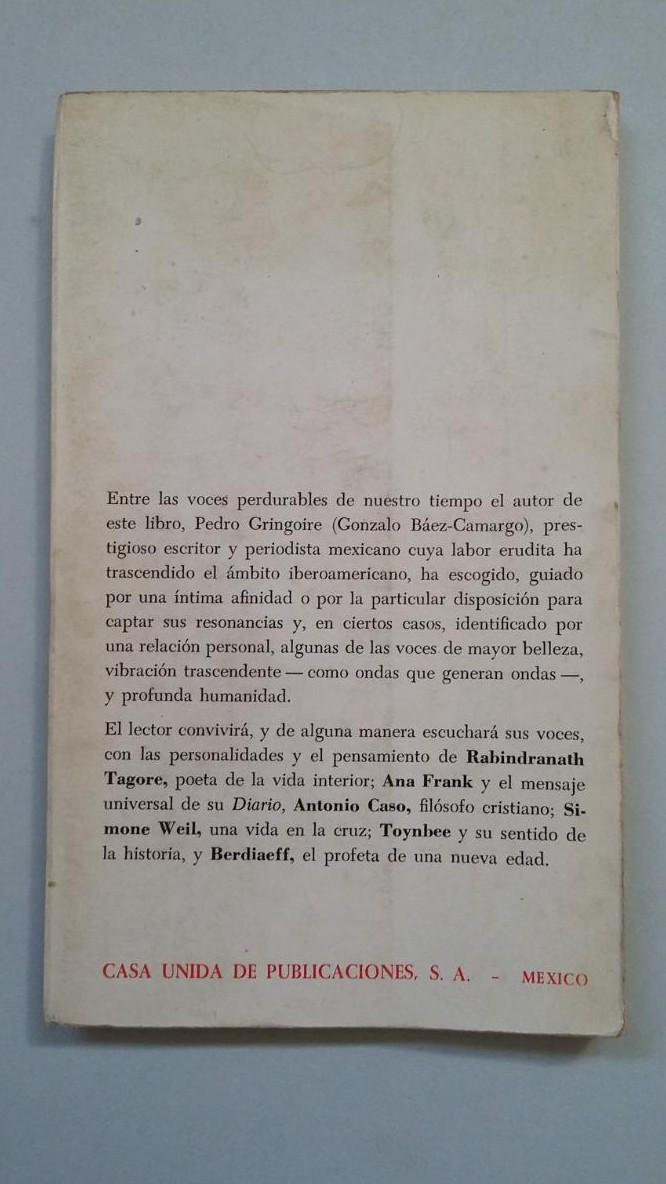 Entre las voces perdurables de nuestro tiempo el autor de
este libro, Pedro Gringoire (Gonzalo Báez-Camargo), pres-
tigioso escritor y periodista mexicano cuya labor erudita ha
trascendido el ámbito iberoamericano, ha escogido, guiado
por una íntima afinidad o por la particular disposición para
captar sus resonancias y, en ciertos casos, identificado por
una relación personal, algunas de las voces de mayor belleza,
vibración trascendente — como ondas que generan ondas —,
y profunda humanidad.
El lector convivirá, y de alguna manera escuchará sus voces,
con las personalidades y el pensamiento de Rabindranath
Tagore, poeta de la vida interior; Ana Frank y el mensaje
universal de su Diario, Antonio Caso, filósofo cristiano; Si-
mone Weil, una vida en la cruz; Toynbee y su sentido de
la historia, y Berdiaeff, el profeta de una nueva edad.
CASA UNIDA DE PUBLICACIONES, S. A. - MEXICO